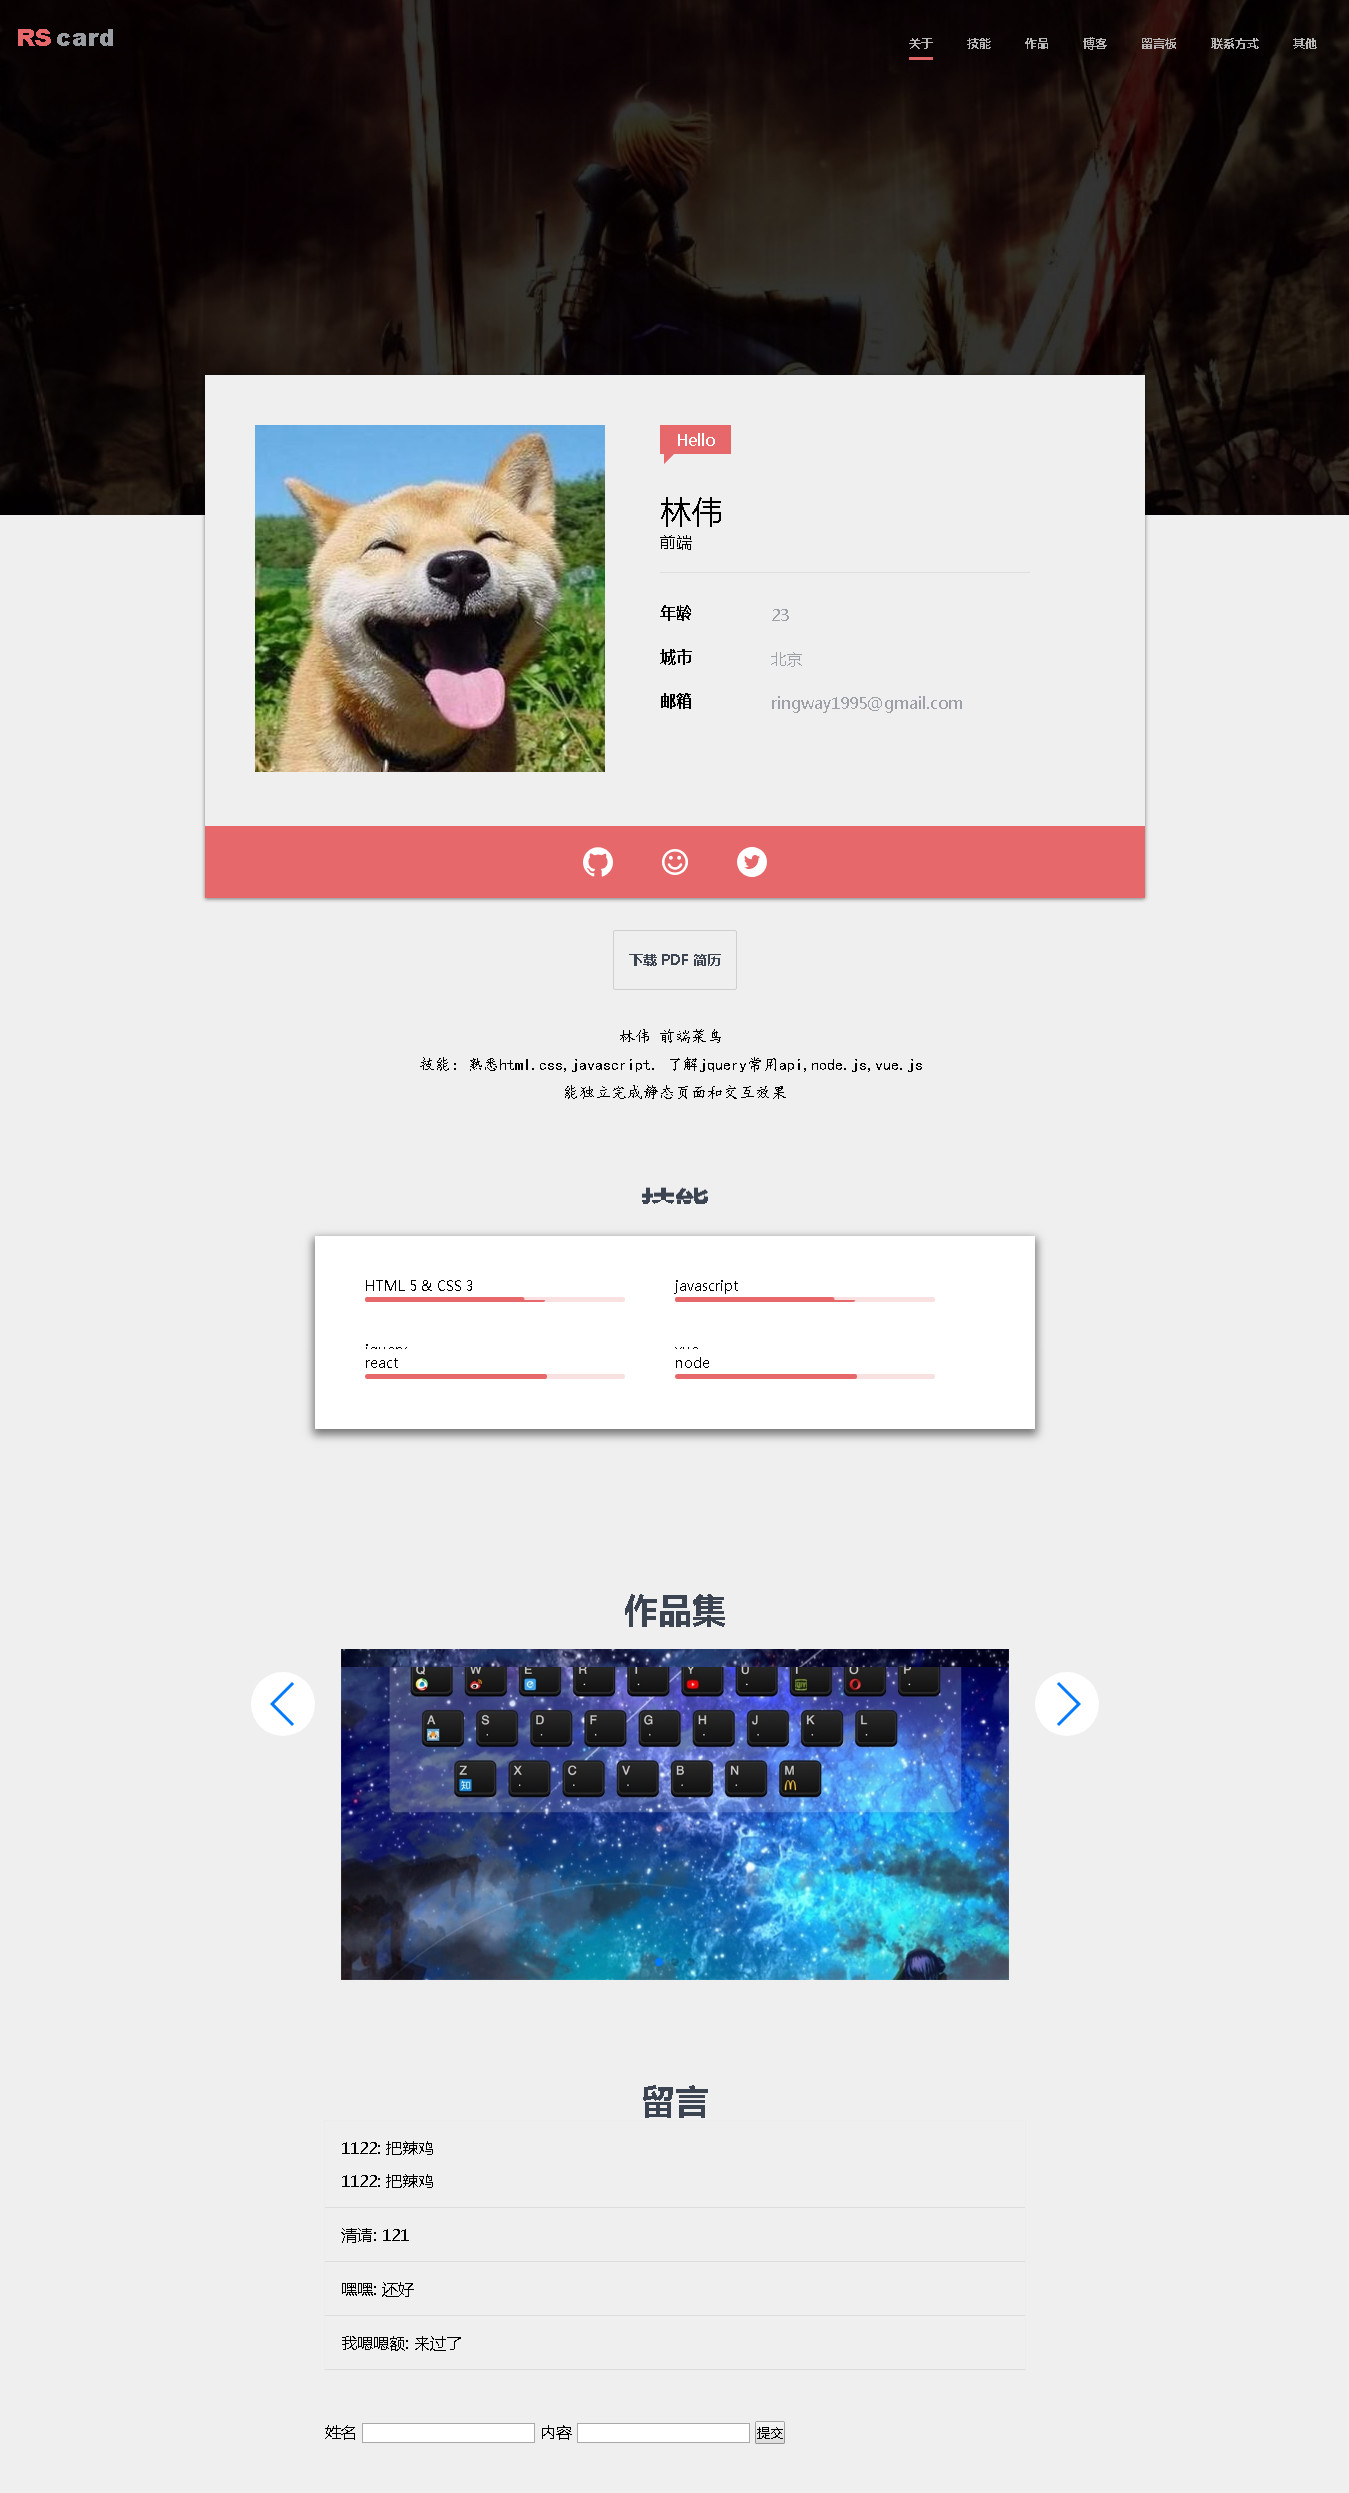 RS card
关于 技能 作品 博客 留言板 联系方式 其他
Hello
林伟
前端
年龄 23
城市 北京
邮箱 ringway1995@gmail.com
下载 PDF 简历
林伟 前端菜鸟
技能: 熟悉html.css,javascript. 了解jquery常用api,node.js,vue.js
能独立完成静态页面和交互效果
技能
HTML 5 & CSS 3 javascript
react node
作品集
Q W E R T Y U I O P
A S D F G H J K L
Z X C V B N M
知
留言
1122: 把辣鸡
1122: 把辣鸡
清请: 121
嘿嘿: 还好
我嗯嗯额: 来过了
姓名 内容 提交